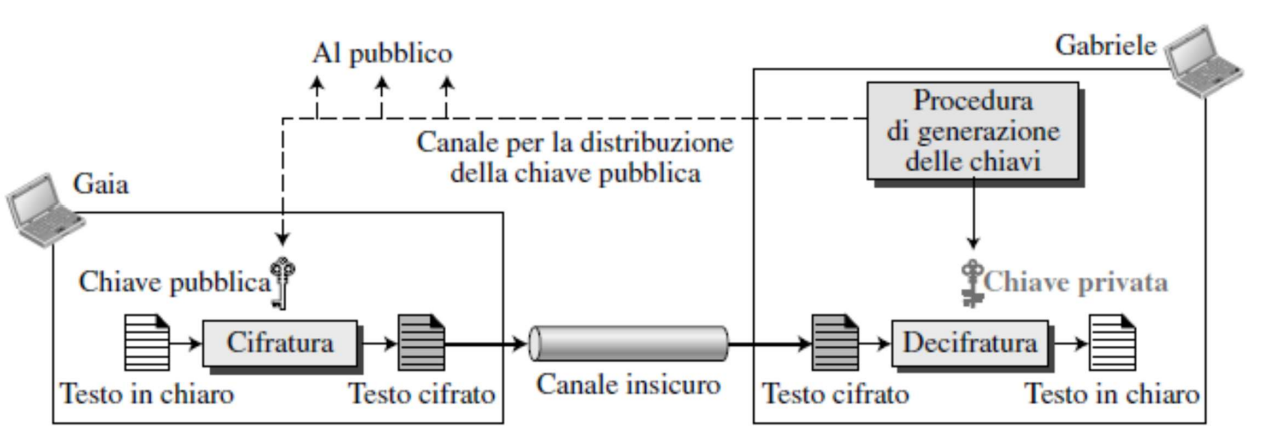 Al pubblico
Gabriele
Procedura
di generazione
delle chiavi
Canale per la distribuzione
della chiave pubblica
Gaia
Chiave pubblica
Chiave privata
Cifratura
Decifratura
Testo in chiaro
Testo cifrato
Canale insicuro
Testo cifrato
Testo in chiaro